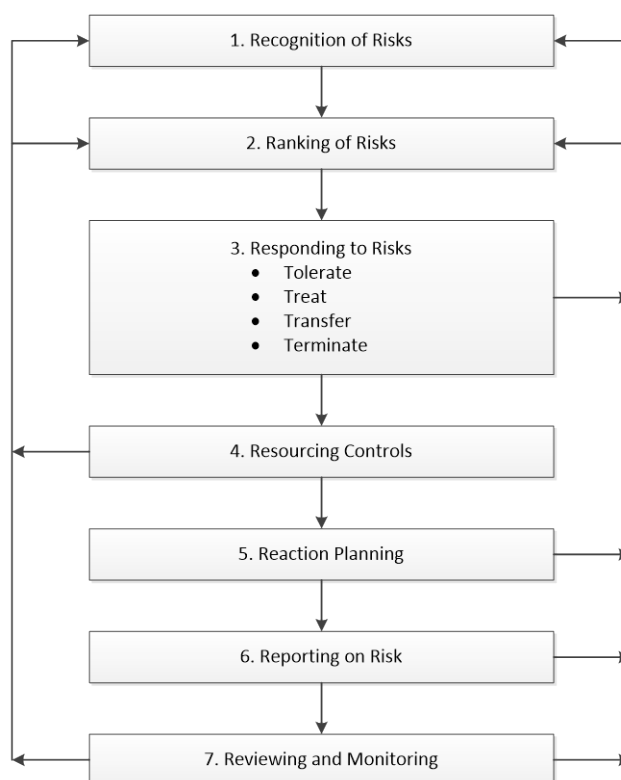 1. Recognition of Risks
2. Ranking of Risks
3. Responding to Risks
● Tolerate
● Treat
● Transfer
● Terminate
4. Resourcing Controls
5. Reaction Planning
6. Reporting on Risk
7. Reviewing and Monitoring